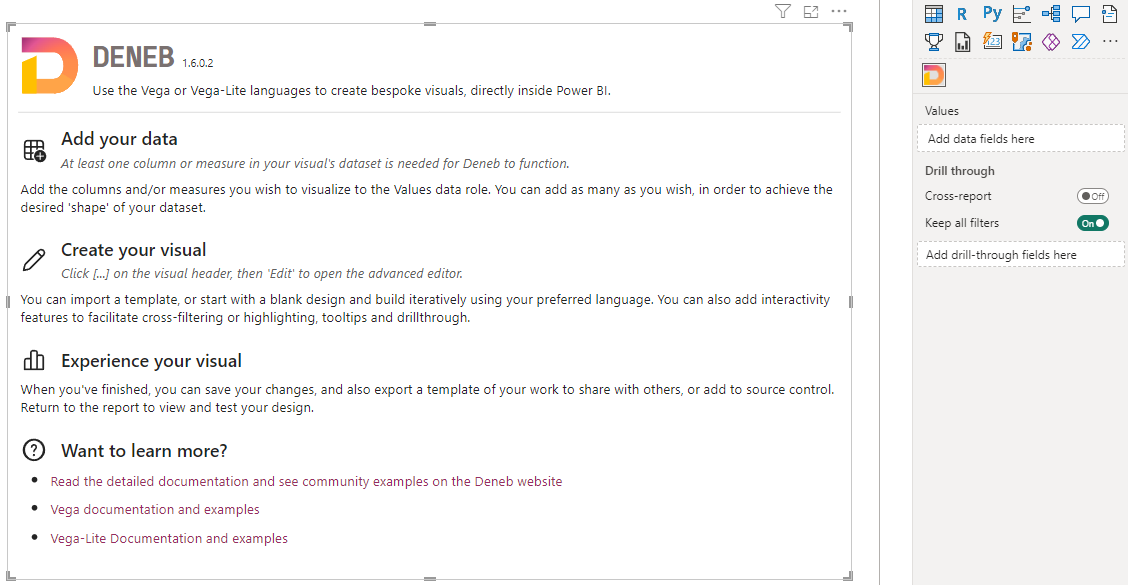 DENEB 1.6.0.2
Use the Vega or Vega-Lite languages to create bespoke visuals, directly inside Power BI.
Add your data
At least one column or measure in your visual's dataset is needed for Deneb to function.
Add the columns and/or measures you wish to visualize to the Values data role. You can add as many as you wish, in order to achieve the
desired 'shape' of your dataset.
Create your visual
Click [...] on the visual header, then 'Edit' to open the advanced editor.
You can import a template, or start with a blank design and build iteratively using your preferred language. You can also add interactivity
features to facilitate cross-filtering or highlighting, tooltips and drillthrough.
Experience your visual
When you've finished, you can save your changes, and also export a template of your work to share with others, or add to source control.
Return to the report to view and test your design.
Want to learn more?
Read the detailed documentation and see community examples on the Deneb website
Vega documentation and examples
Vega-Lite Documentation and examples
R Py
123
Values
Add data fields here
Drill through
Cross-report Off
Keep all filters On
Add drill-through fields here